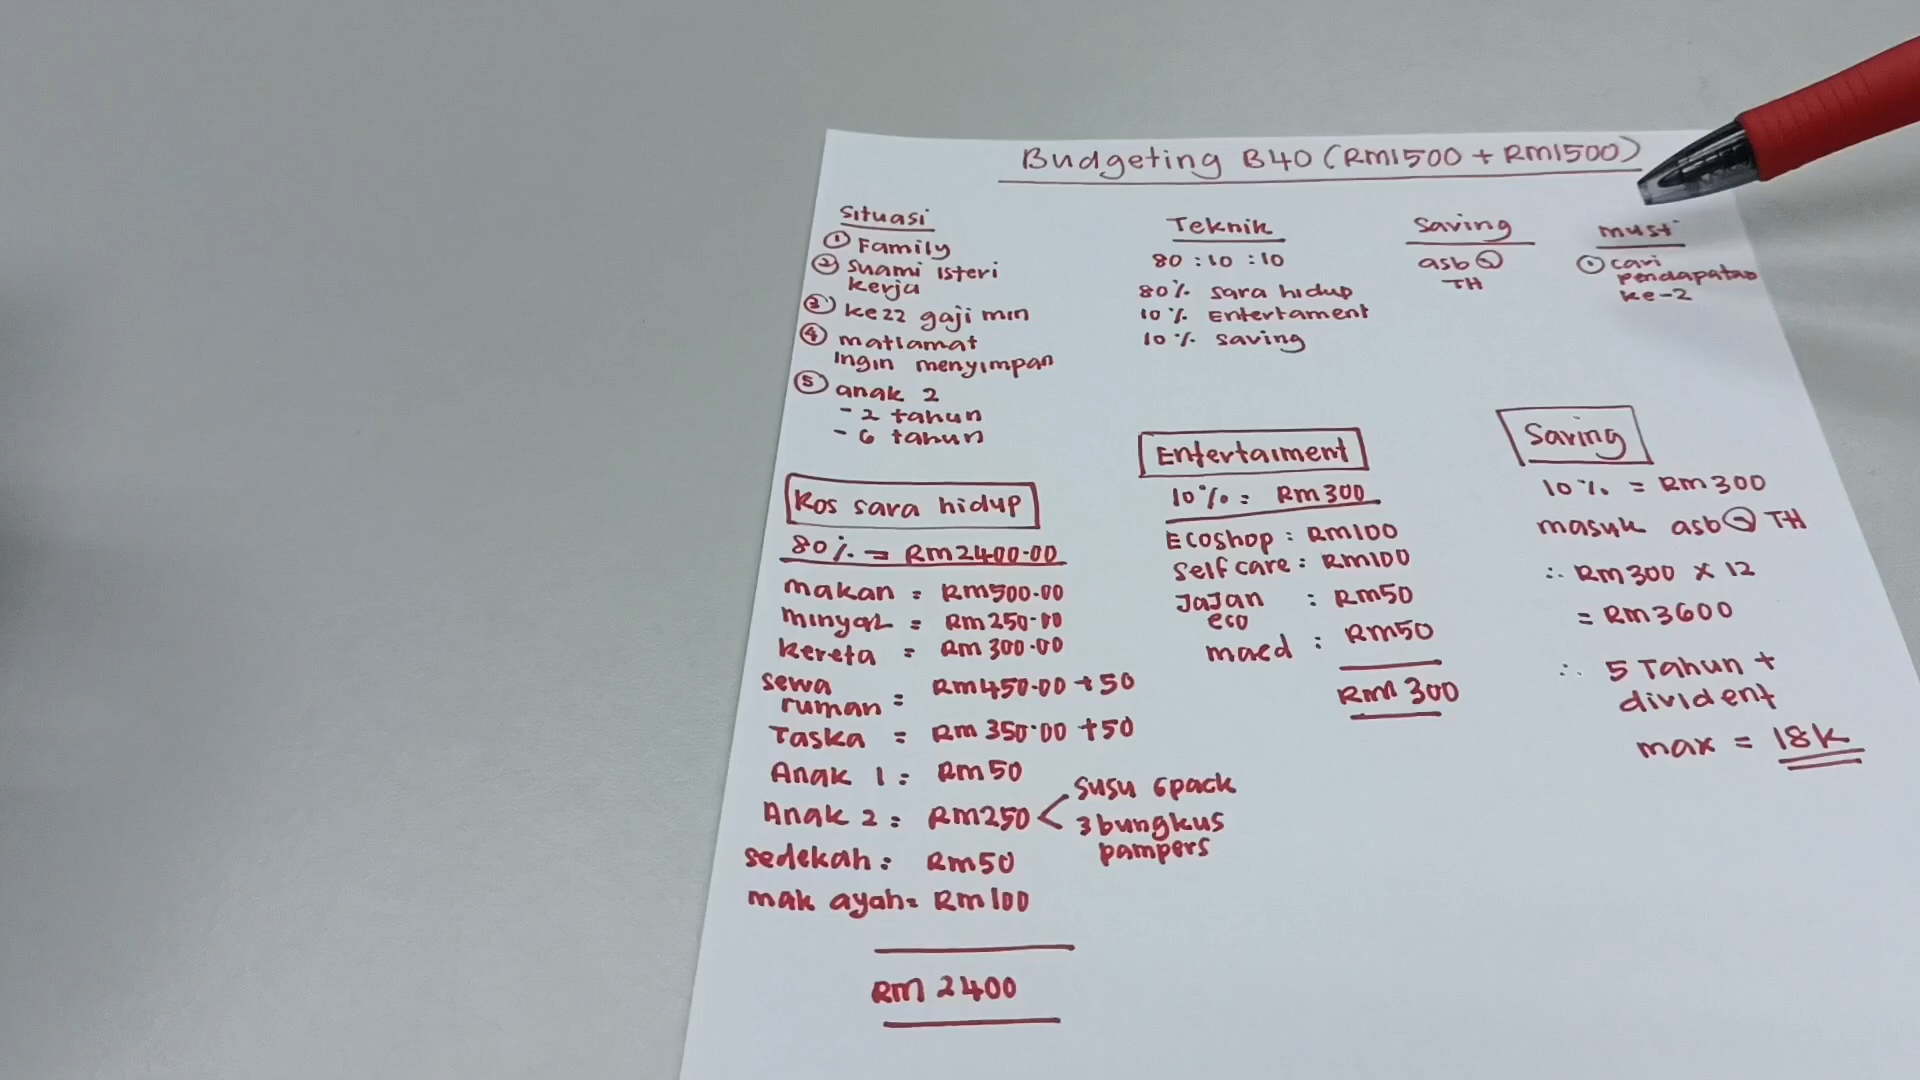 Budgeting B40 (RM1500 + RM1500)
Situasi
① Family
② Suami isteri
kerja
③ ke22 gaji min
④ matlamat
Ingin menyimpan
⑤ anak 2
- 2 tahun
- 6 tahun
Teknik
80 : 10 : 10
80% sara hidup
10% Entertament
10% saving
Saving
asb
TH
must
① cari
pendapatan
ke-2
Kos sara hidup
80% = RM2400.00
makan = RM500.00
minyak = RM250.00
kereta = RM300.00
sewa
rumah = RM450.00 + 50
Taska = RM350.00 + 50
Anak 1 : RM50
Anak 2 : RM250 < susu 6pack
3 bungkus
pampers
sedekah : RM50
mak ayah = RM100
RM 2400
Entertaiment
10% = RM300
Ecoshop : RM100
Self care : RM100
Jajan : RM50
eco
: RM50
RM 300
Saving
10% = RM300
masuk asb TH
∴ RM300 x 12
= RM3600
∴ 5 Tahun +
divident
max = 18K